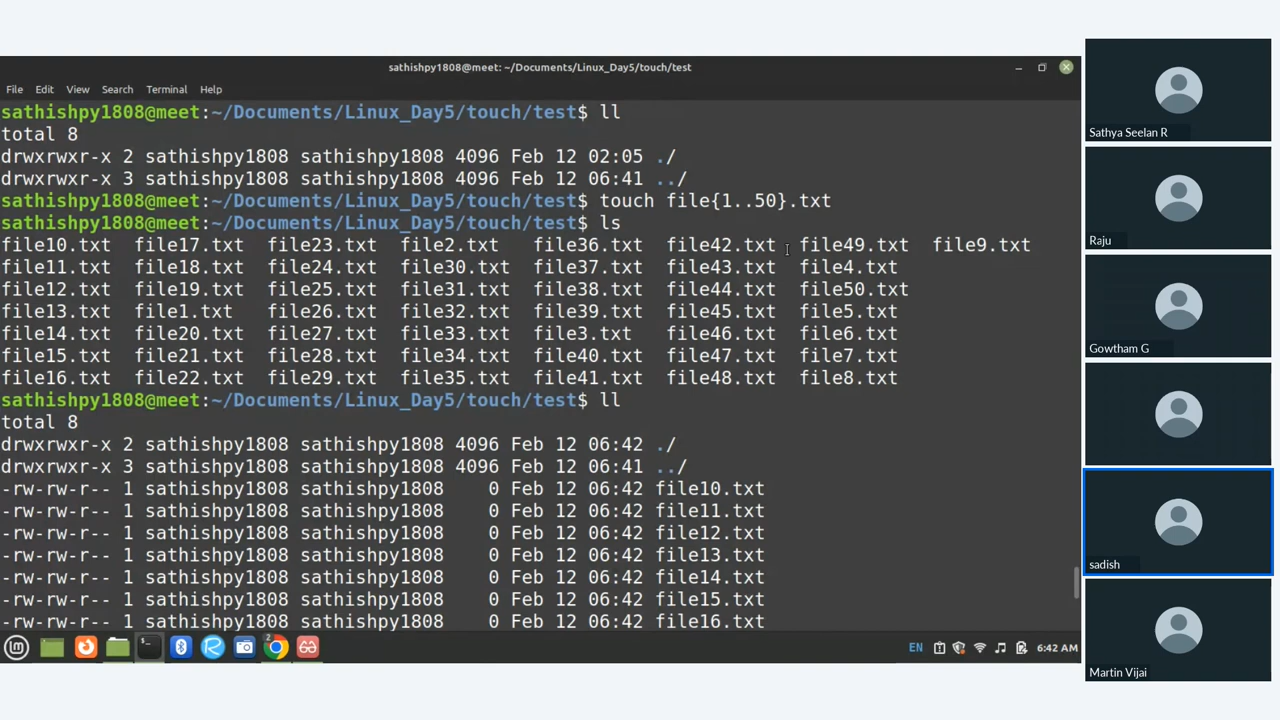 sathishpy1808@meet: ~/Documents/Linux_Day5/touch/test
File Edit View Search Terminal Help
sathishpy1808@meet:~/Documents/Linux_Day5/touch/test$ ll
total 8
drwxrwxr-x 2 sathishpy1808 sathishpy1808 4096 Feb 12 02:05 ./
drwxrwxr-x 3 sathishpy1808 sathishpy1808 4096 Feb 12 06:41 ../
sathishpy1808@meet:~/Documents/Linux_Day5/touch/test$ touch file{1..50}.txt
sathishpy1808@meet:~/Documents/Linux_Day5/touch/test$ ls
file10.txt file17.txt file23.txt file2.txt file36.txt file42.txt file49.txt file9.txt
file11.txt file18.txt file24.txt file30.txt file37.txt file43.txt file4.txt
file12.txt file19.txt file25.txt file31.txt file38.txt file44.txt file50.txt
file13.txt file1.txt file26.txt file32.txt file39.txt file45.txt file5.txt
file14.txt file20.txt file27.txt file33.txt file3.txt file46.txt file6.txt
file15.txt file21.txt file28.txt file34.txt file40.txt file47.txt file7.txt
file16.txt file22.txt file29.txt file35.txt file41.txt file48.txt file8.txt
sathishpy1808@meet:~/Documents/Linux_Day5/touch/test$ ll
total 8
drwxrwxr-x 2 sathishpy1808 sathishpy1808 4096 Feb 12 06:42 ./
drwxrwxr-x 3 sathishpy1808 sathishpy1808 4096 Feb 12 06:41 ../
-rw-rw-r-- 1 sathishpy1808 sathishpy1808 0 Feb 12 06:42 file10.txt
-rw-rw-r-- 1 sathishpy1808 sathishpy1808 0 Feb 12 06:42 file11.txt
-rw-rw-r-- 1 sathishpy1808 sathishpy1808 0 Feb 12 06:42 file12.txt
-rw-rw-r-- 1 sathishpy1808 sathishpy1808 0 Feb 12 06:42 file13.txt
-rw-rw-r-- 1 sathishpy1808 sathishpy1808 0 Feb 12 06:42 file14.txt
-rw-rw-r-- 1 sathishpy1808 sathishpy1808 0 Feb 12 06:42 file15.txt
-rw-rw-r-- 1 sathishpy1808 sathishpy1808 0 Feb 12 06:42 file16.txt
2
EN 6:42 AM
Sathya Seelan R
Raju
Gowtham G
sadish
Martin Vijai